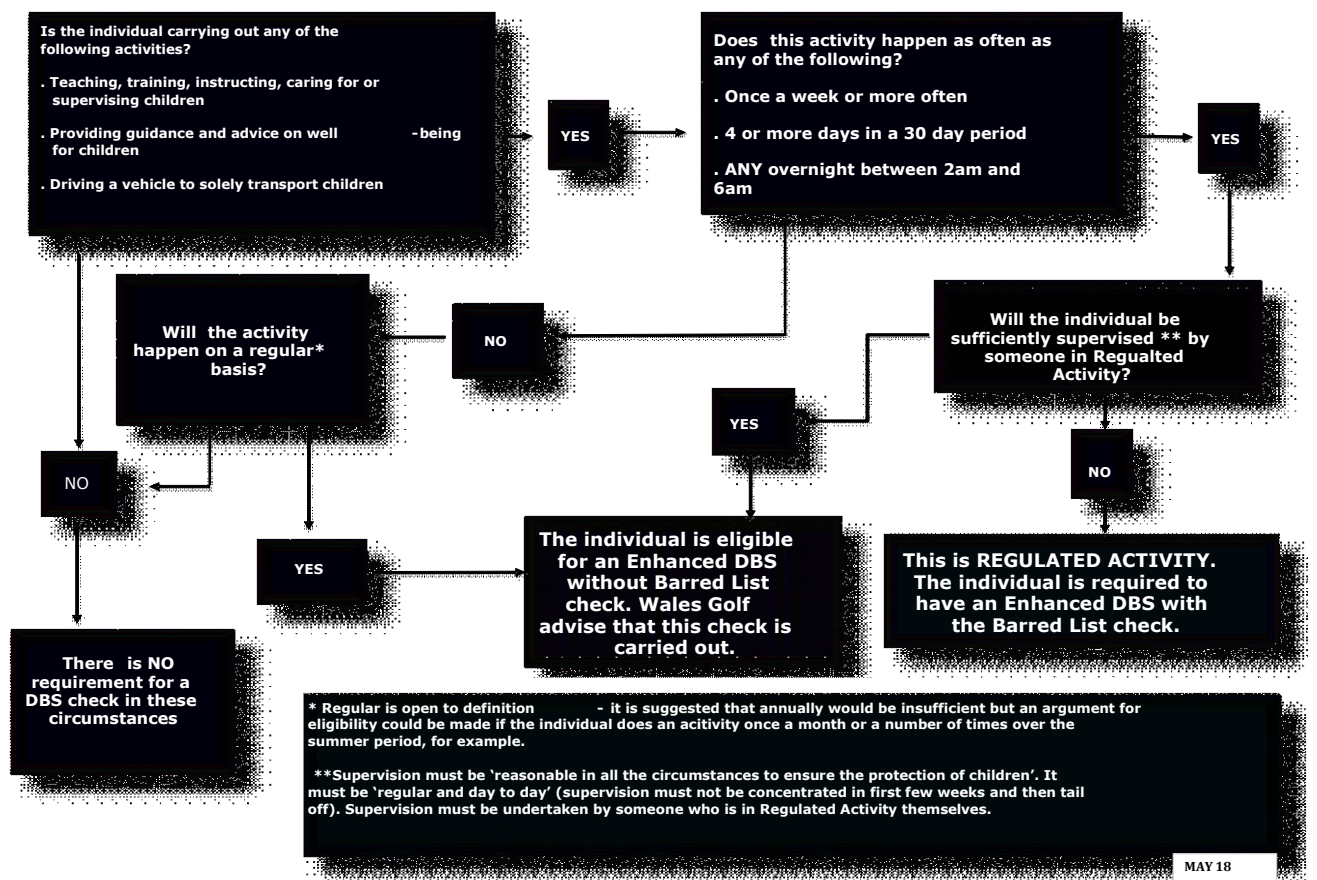 Is the individual carrying out any of the
following activities?
. Teaching, training, instructing, caring for or
supervising children
. Providing guidance and advice on well -being
for children
. Driving a vehicle to solely transport children
YES
Does this activity happen as often as
any of the following?
. Once a week or more often
. 4 or more days in a 30 day period
. ANY overnight between 2am and
6am
YES
Will the activity
happen on a regular*
basis?
NO
Will the individual be
sufficiently supervised ** by
someone in Regualted
Activity?
YES
NO
NO
YES
The individual is eligible
for an Enhanced DBS
without Barred List
check. Wales Golf
advise that this check is
carried out.
This is REGULATED ACTIVITY.
The individual is required to
have an Enhanced DBS with
the Barred List check.
There is NO
requirement for a
DBS check in these
circumstances
* Regular is open to definition - it is suggested that annually would be insufficient but an argument for
eligibility could be made if the individual does an acitivity once a month or a number of times over the
summer period, for example.
**Supervision must be ‘reasonable in all the circumstances to ensure the protection of children’. It
must be ‘regular and day to day’ (supervision must not be concentrated in first few weeks and then tail
off). Supervision must be undertaken by someone who is in Regulated Activity themselves.
MAY 18